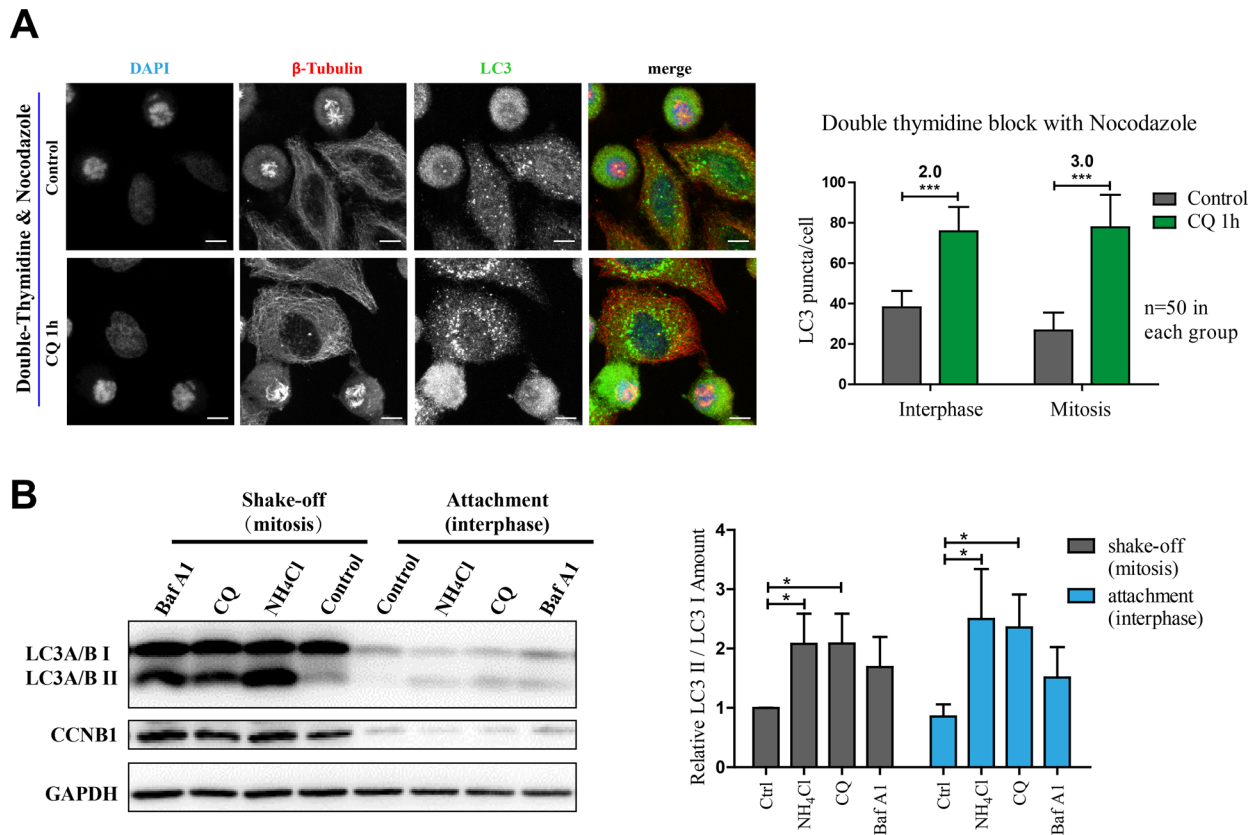 A
DAPI
β-Tubulin
LC3
merge
Double-Thymidine & Nocodazole
Control
CQ 1h
Double thymidine block with Nocodazole
LC3 puncta/cell
100
80
60
40
20
0
2.0
***
3.0
***
Control
CQ 1h
n=50 in
each group
Interphase
Mitosis
B
Shake-off
(mitosis)
Attachment
(interphase)
Baf A1
CQ
NH4Cl
Control
Control
NH4Cl
CQ
Baf A1
LC3A/B I
LC3A/B II
CCNB1
GAPDH
Relative LC3 II / LC3 I Amount
4
3
2
1
0
*
*
*
*
shake-off
(mitosis)
attachment
(interphase)
Ctrl
NH4Cl
CQ
Baf A1
Ctrl
NH4Cl
CQ
Baf A1